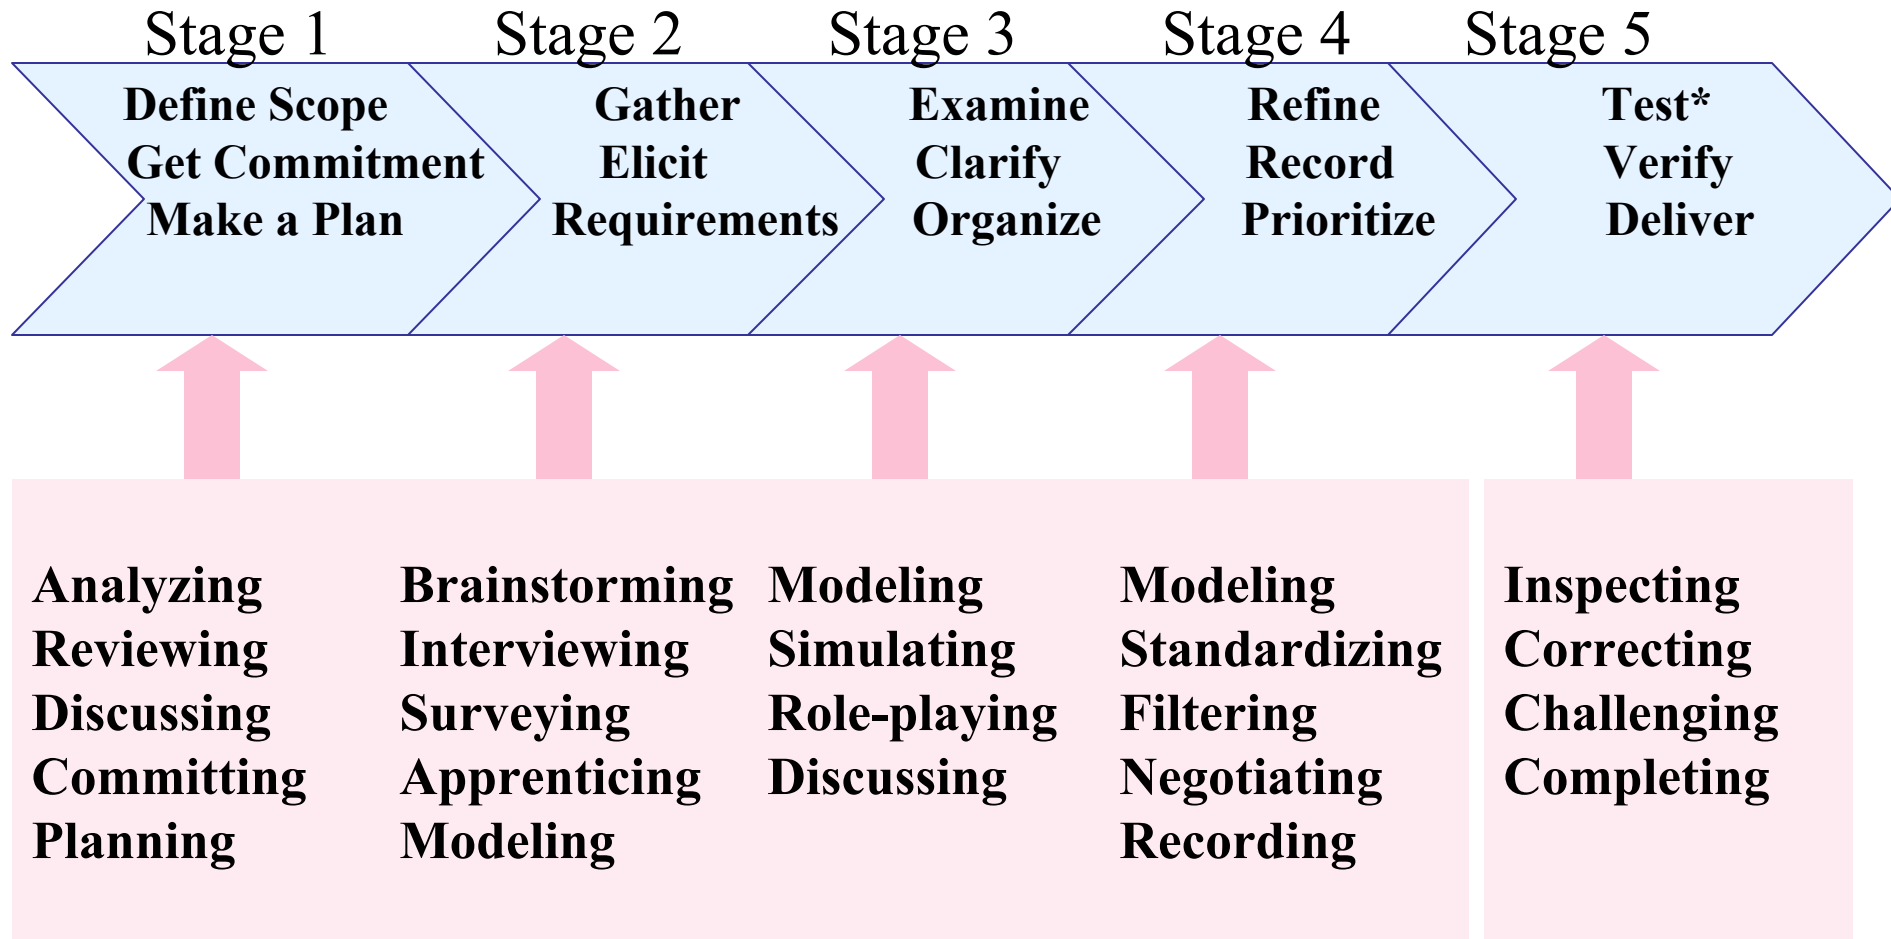 Stage 1
Stage 2
Stage 3
Stage 4
Stage 5
Define Scope
Get Commitment
Make a Plan
Gather
Elicit
Requirements
Examine
Clarify
Organize
Refine
Record
Prioritize
Test*
Verify
Deliver
Analyzing
Reviewing
Discussing
Committing
Planning
Brainstorming
Interviewing
Surveying
Apprenticing
Modeling
Modeling
Simulating
Role-playing
Discussing
Modeling
Standardizing
Filtering
Negotiating
Recording
Inspecting
Correcting
Challenging
Completing